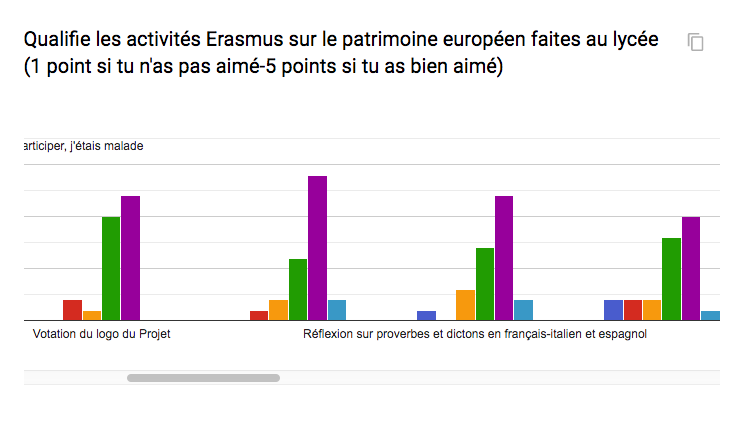 Qualifie les activités Erasmus sur le patrimoine européen faites au lycée
(1 point si tu n'as pas aimé-5 points si tu as bien aimé)
articiper, j'étais malade
Votation du logo du Projet
Réflexion sur proverbes et dictons en français-italien et espagnol